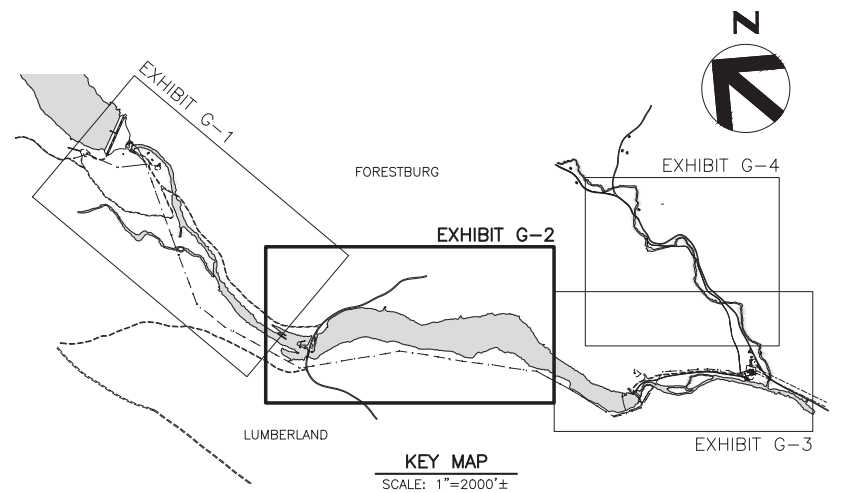 N
EXHIBIT G-1
FORESTBURG
EXHIBIT G-4
EXHIBIT G-2
LUMBERLAND
EXHIBIT G-3
KEY MAP
SCALE: 1"=2000'±